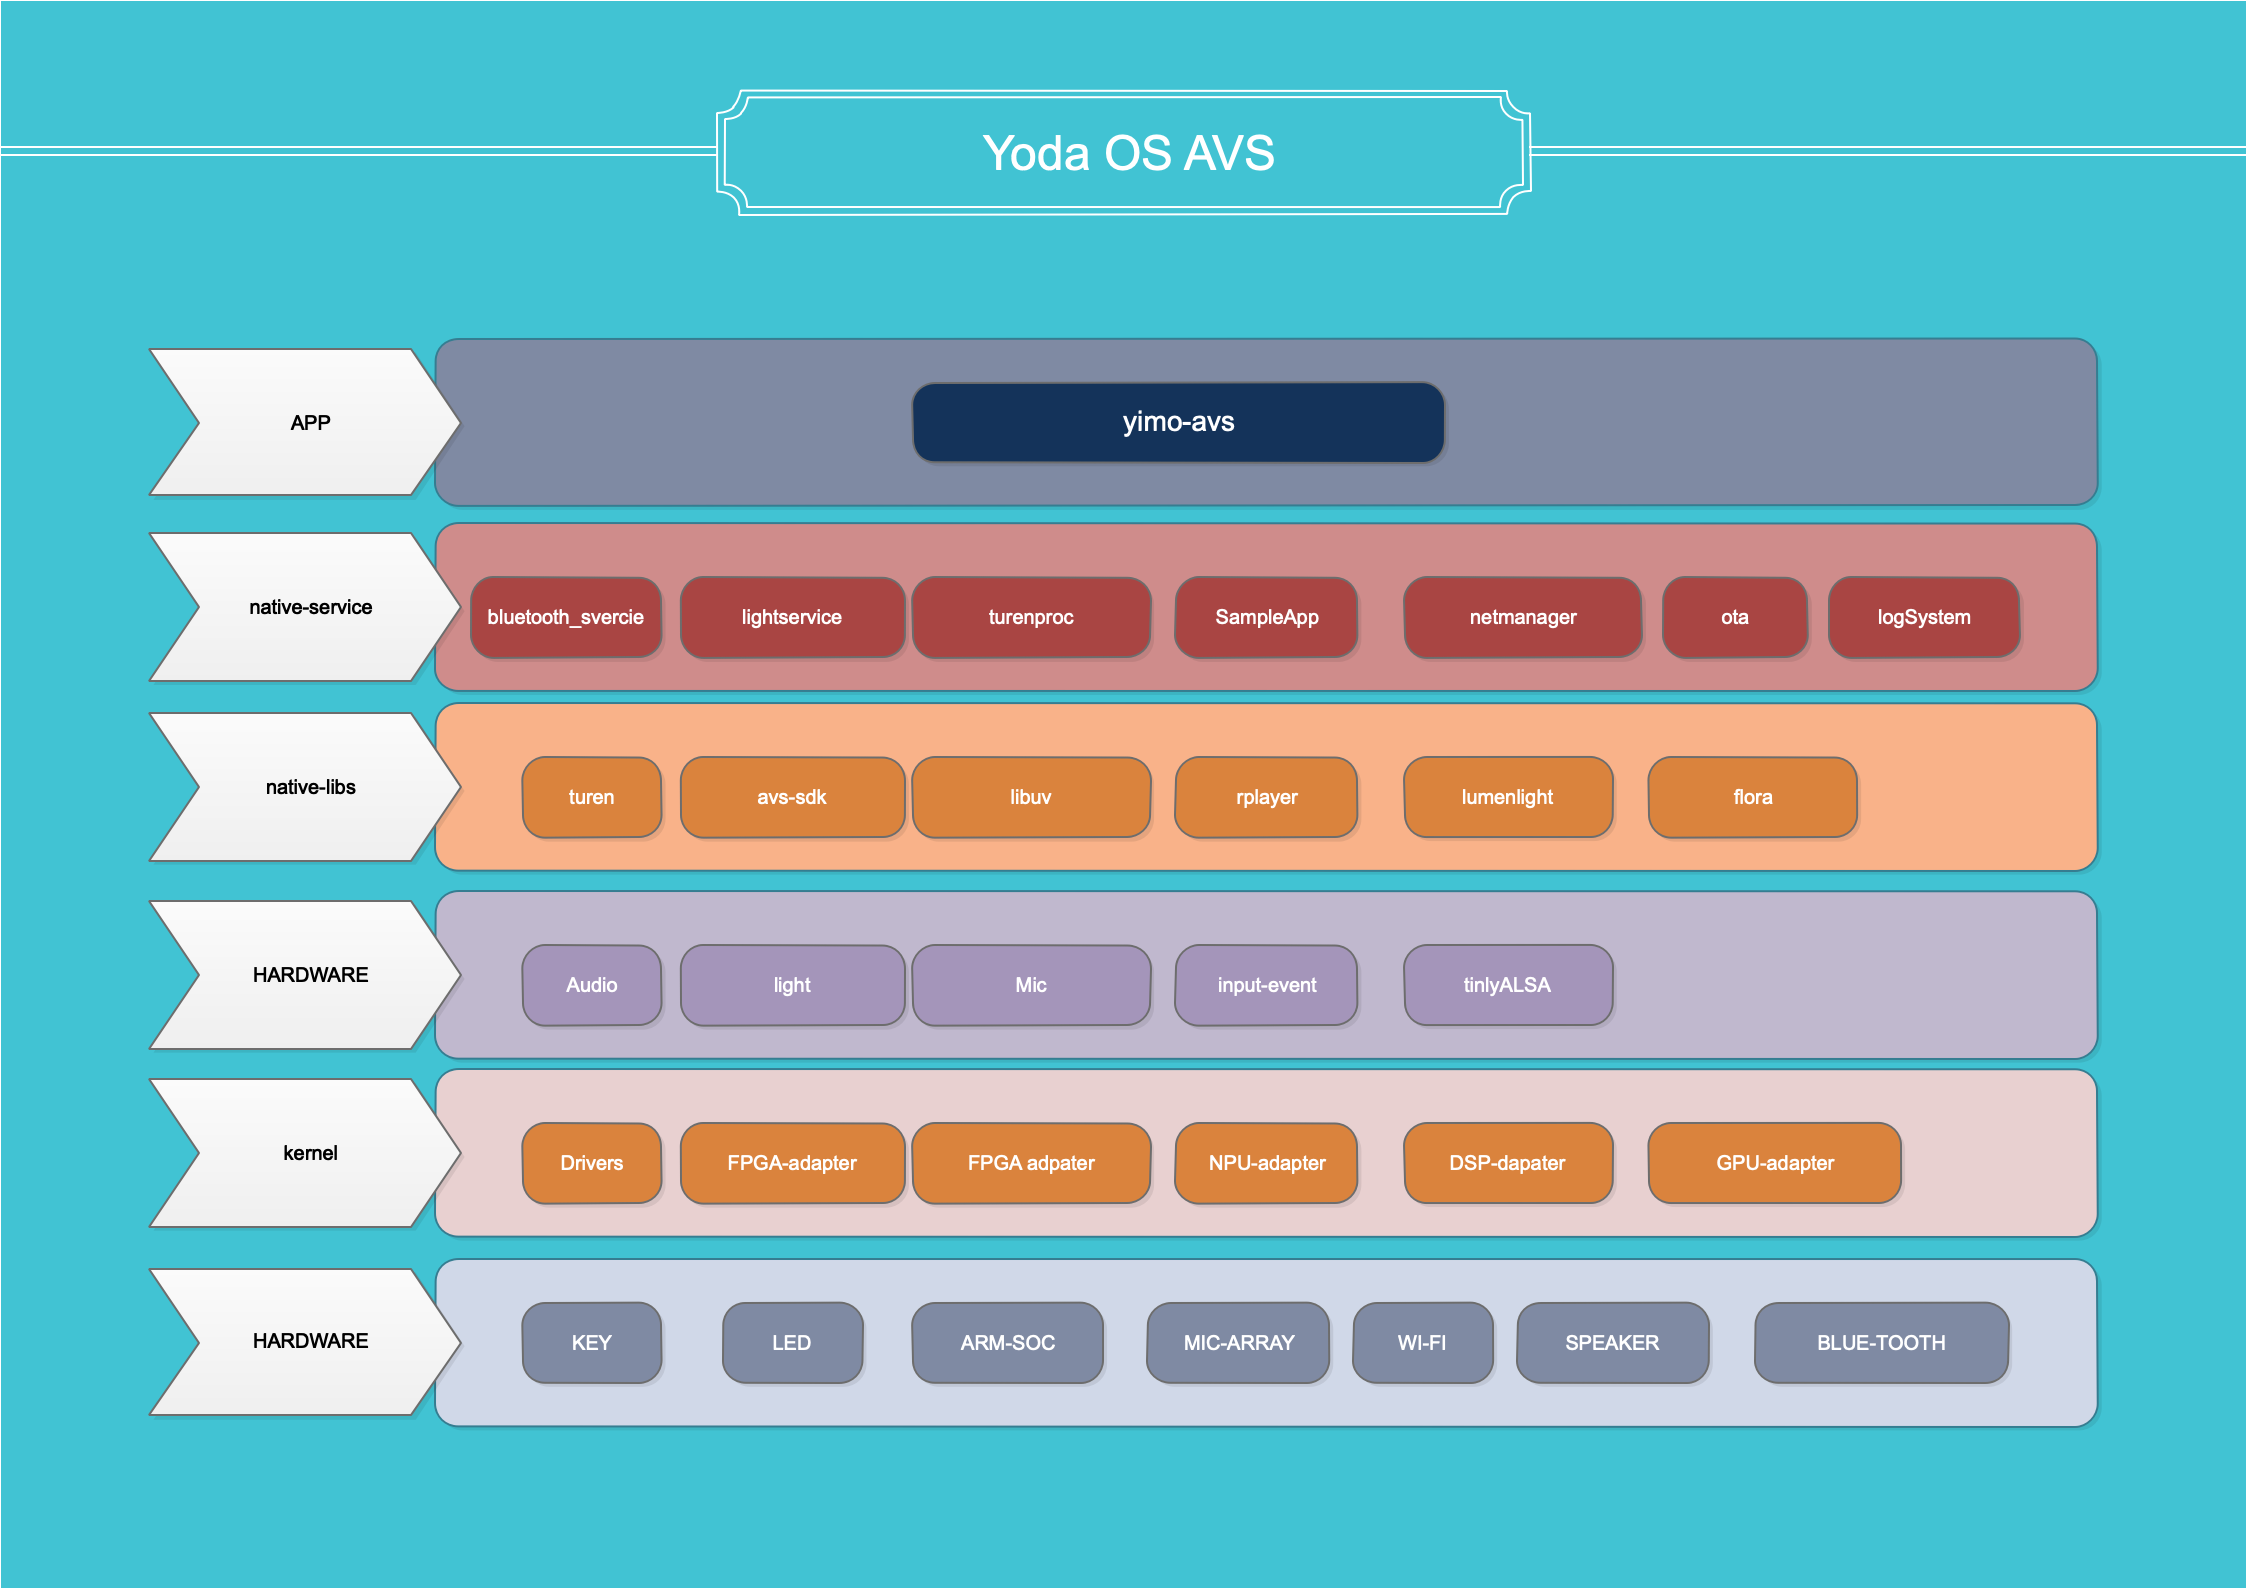 Yoda OS AVS
APP
yimo-avs
native-service
bluetooth_svercie
lightservice
turenproc
SampleApp
netmanager
ota
logSystem
native-libs
turen
avs-sdk
libuv
rplayer
lumenlight
flora
HARDWARE
Audio
light
Mic
input-event
tinlyALSA
kernel
Drivers
FPGA-adapter
FPGA adpater
NPU-adapter
DSP-dapater
GPU-adapter
HARDWARE
KEY
LED
ARM-SOC
MIC-ARRAY
WI-FI
SPEAKER
BLUE-TOOTH